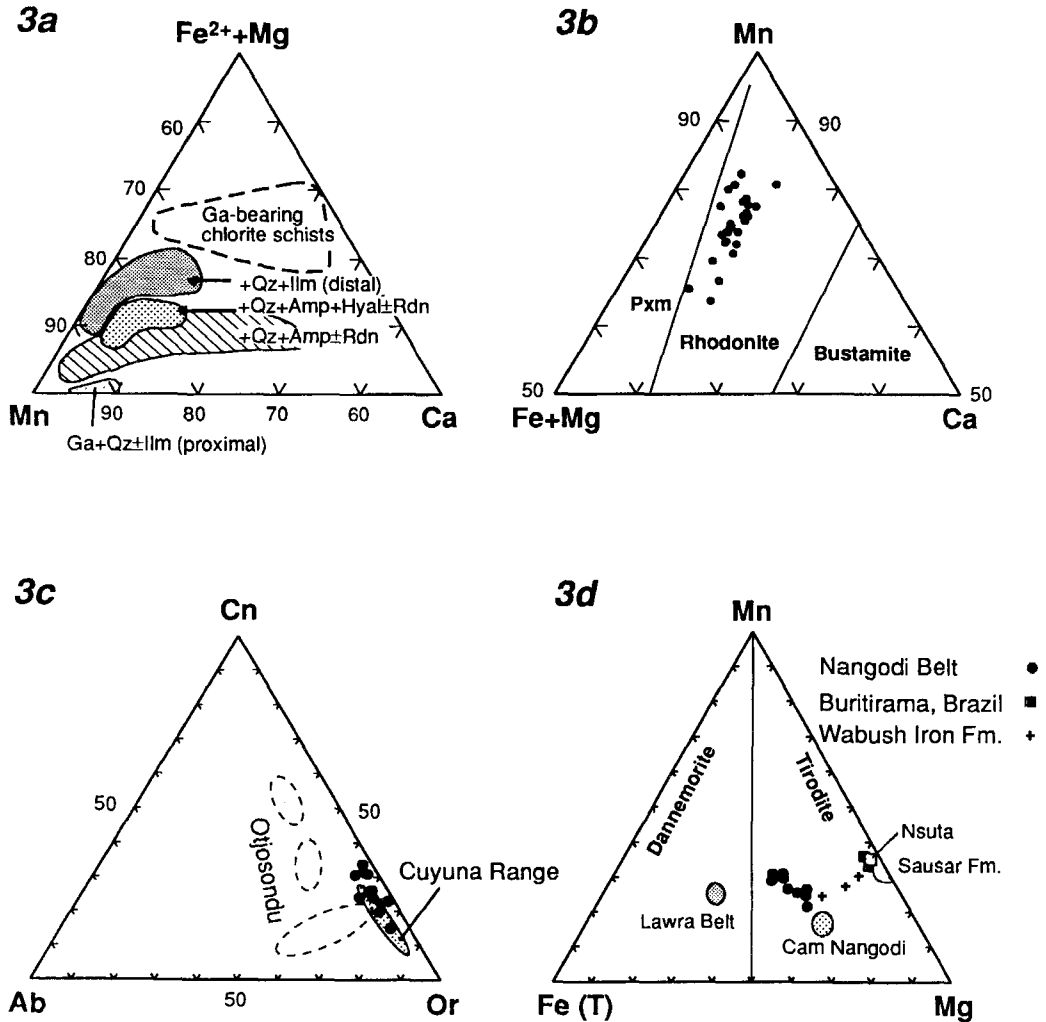 3a
Fe2++Mg
60
70
80
90
Ga-bearing
chlorite schists
+Qz+Ilm (distal)
+Qz+Amp+Hyal±Rdn
+Qz+Amp±Rdn
Mn
90
80
70
60
Ca
Ga+Qz±Ilm (proximal)
3b
Mn
90
90
Pxm
Rhodonite
Bustamite
50
50
Fe+Mg
Ca
3c
Cn
50
50
Otjosondu
Cuyuna Range
Ab
50
Or
3d
Mn
Nangodi Belt
Buritirama, Brazil
Wabush Iron Fm.
Dannemorite
Tirodite
Nsuta
Sausar Fm.
Lawra Belt
Cam Nangodi
Fe (T)
Mg